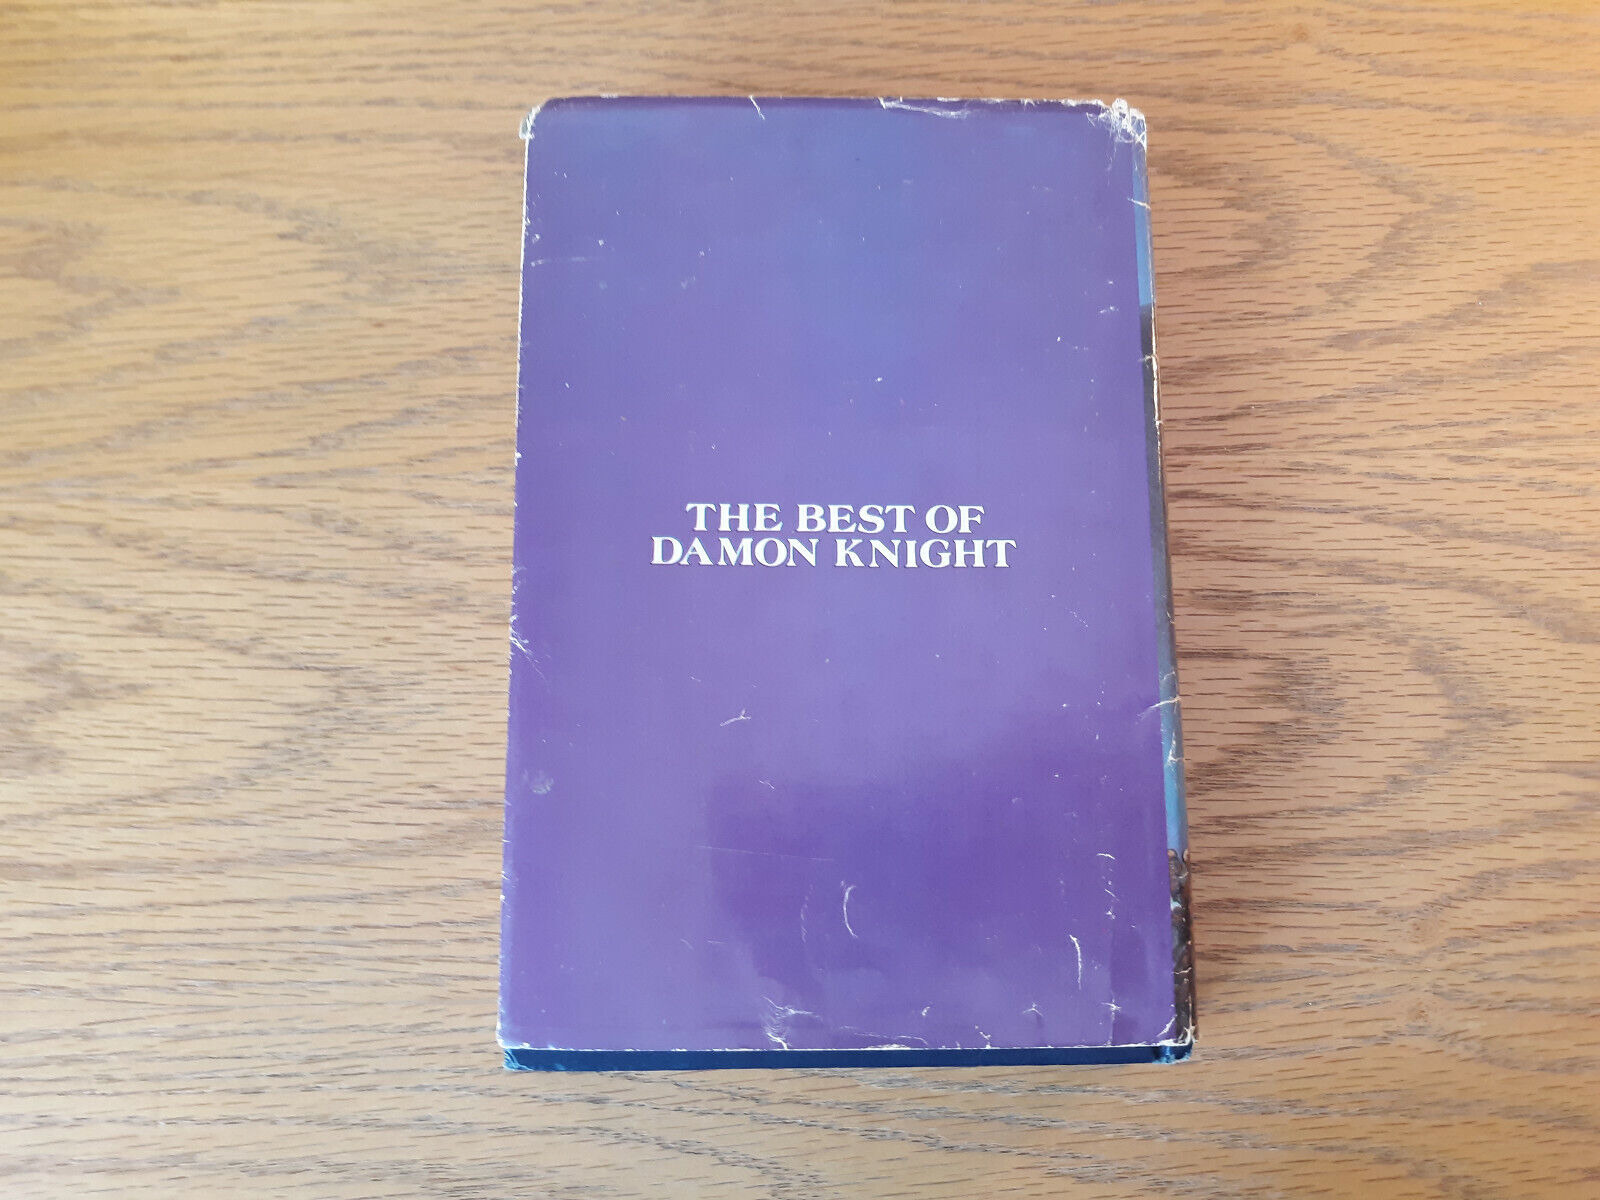 THE BEST OF
DAMON KNIGHT